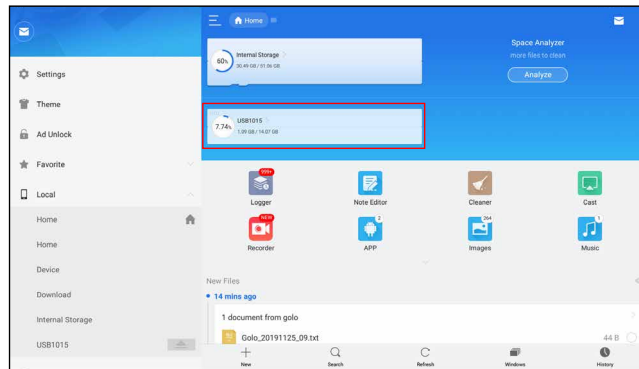 Settings
Theme
Ad Unlock
Favorite
Local
Home
Home
Device
Download
Internal Storage
USB1015
Home
60%
Internal Storage
30.49 GB / 51.06 GB
Space Analyzer
more files to clean
Analyze
7.74%
USB1015
1.09 GB / 14.07 GB
999+
Logger
Note Editor
Cleaner
Cast
NEW
Recorder
2
APP
264
Images
1
Music
New Files
14 mins ago
1 document from golo
Golo_20191125_09.txt
44 B
New
Search
Refresh
Windows
History